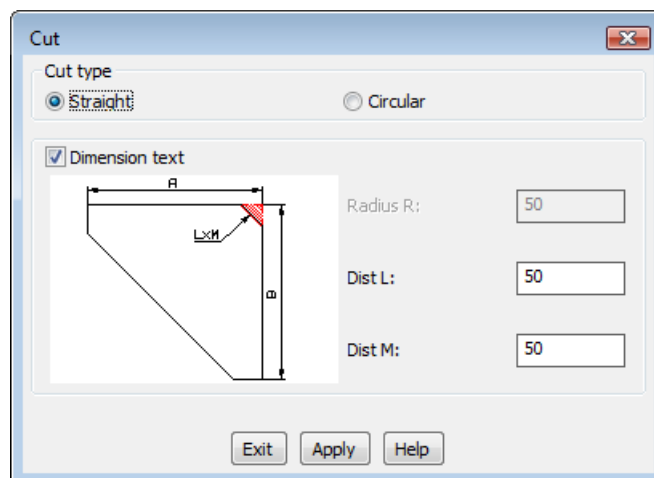 Cut
Cut type
Straight Circular
Dimension text
A
LxM
B
Radius R: 50
Dist L: 50
Dist M: 50
Exit Apply Help